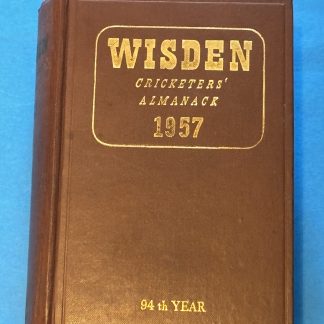 WISDEN
CRICKETERS'
ALMANACK
1957
94 th YEAR